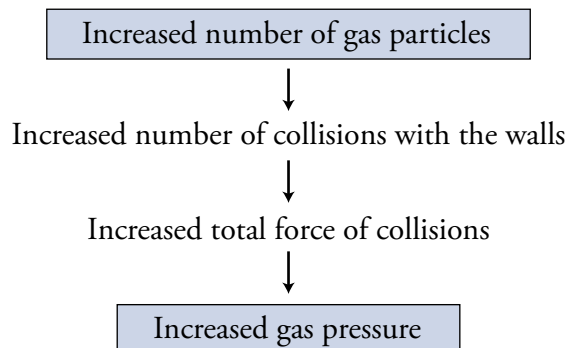 Increased number of gas particles
Increased number of collisions with the walls
Increased total force of collisions
Increased gas pressure